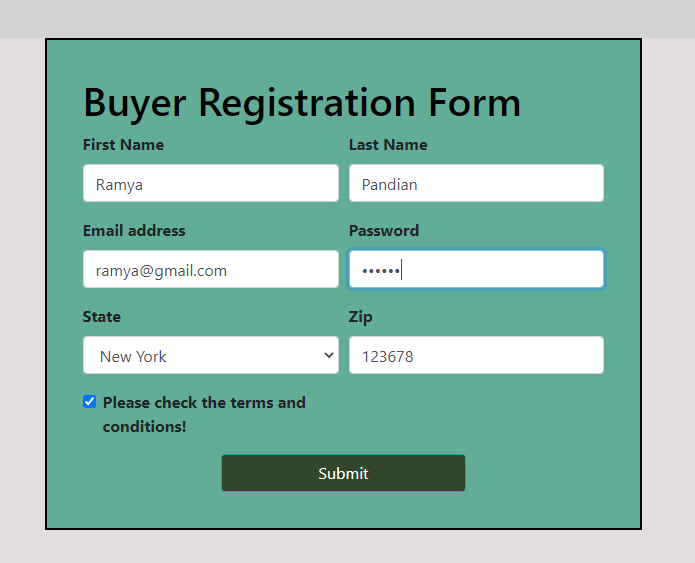 Buyer Registration Form
First Name Last Name
Ramya Pandian
Email address Password
ramya@gmail.com ••••••
State Zip
New York 123678
Please check the terms and
conditions!
Submit